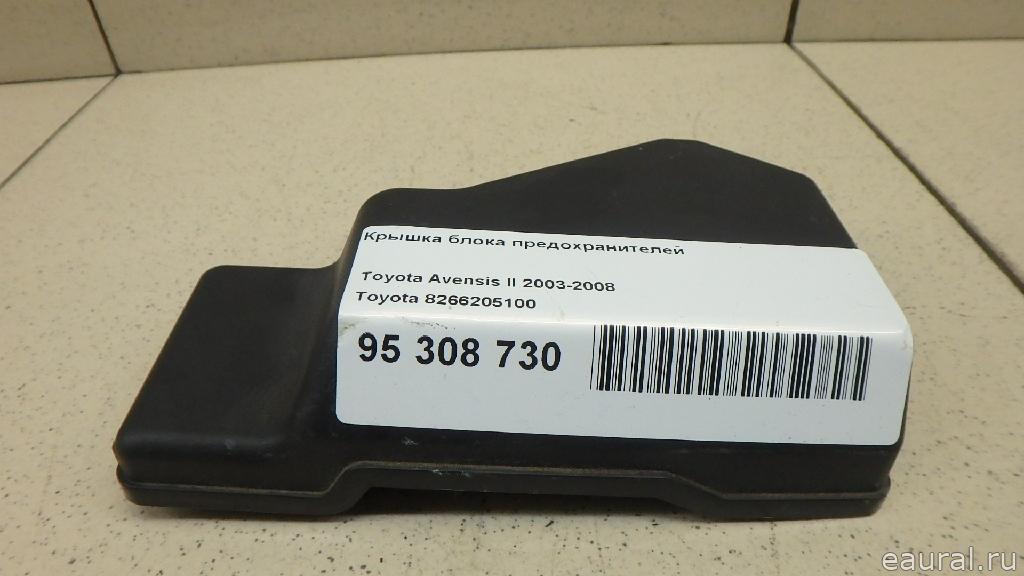 Крышка блока предохранителей
Toyota Avensis II 2003-2008
Toyota 8266205100
95 308 730
eaural.ru